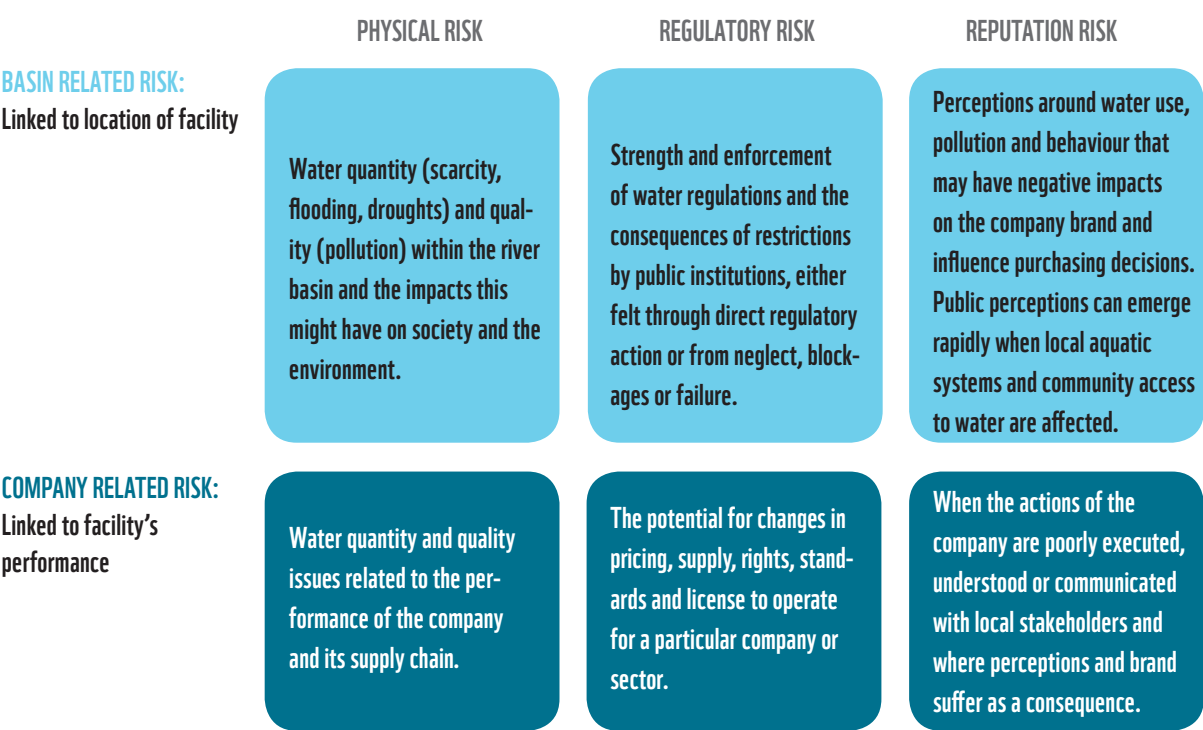 PHYSICAL RISK
REGULATORY RISK
REPUTATION RISK
BASIN RELATED RISK:
Linked to location of facility
Water quantity (scarcity,
flooding, droughts) and qual-
ity (pollution) within the river
basin and the impacts this
might have on society and the
environment.
Strength and enforcement
of water regulations and the
consequences of restrictions
by public institutions, either
felt through direct regulatory
action or from neglect, block-
ages or failure.
Perceptions around water use,
pollution and behaviour that
may have negative impacts
on the company brand and
influence purchasing decisions.
Public perceptions can emerge
rapidly when local aquatic
systems and community access
to water are affected.
COMPANY RELATED RISK:
Linked to facility's
performance
Water quantity and quality
issues related to the per-
formance of the company
and its supply chain.
The potential for changes in
pricing, supply, rights, stand-
ards and license to operate
for a particular company or
sector.
When the actions of the
company are poorly executed,
understood or communicated
with local stakeholders and
where perceptions and brand
suffer as a consequence.